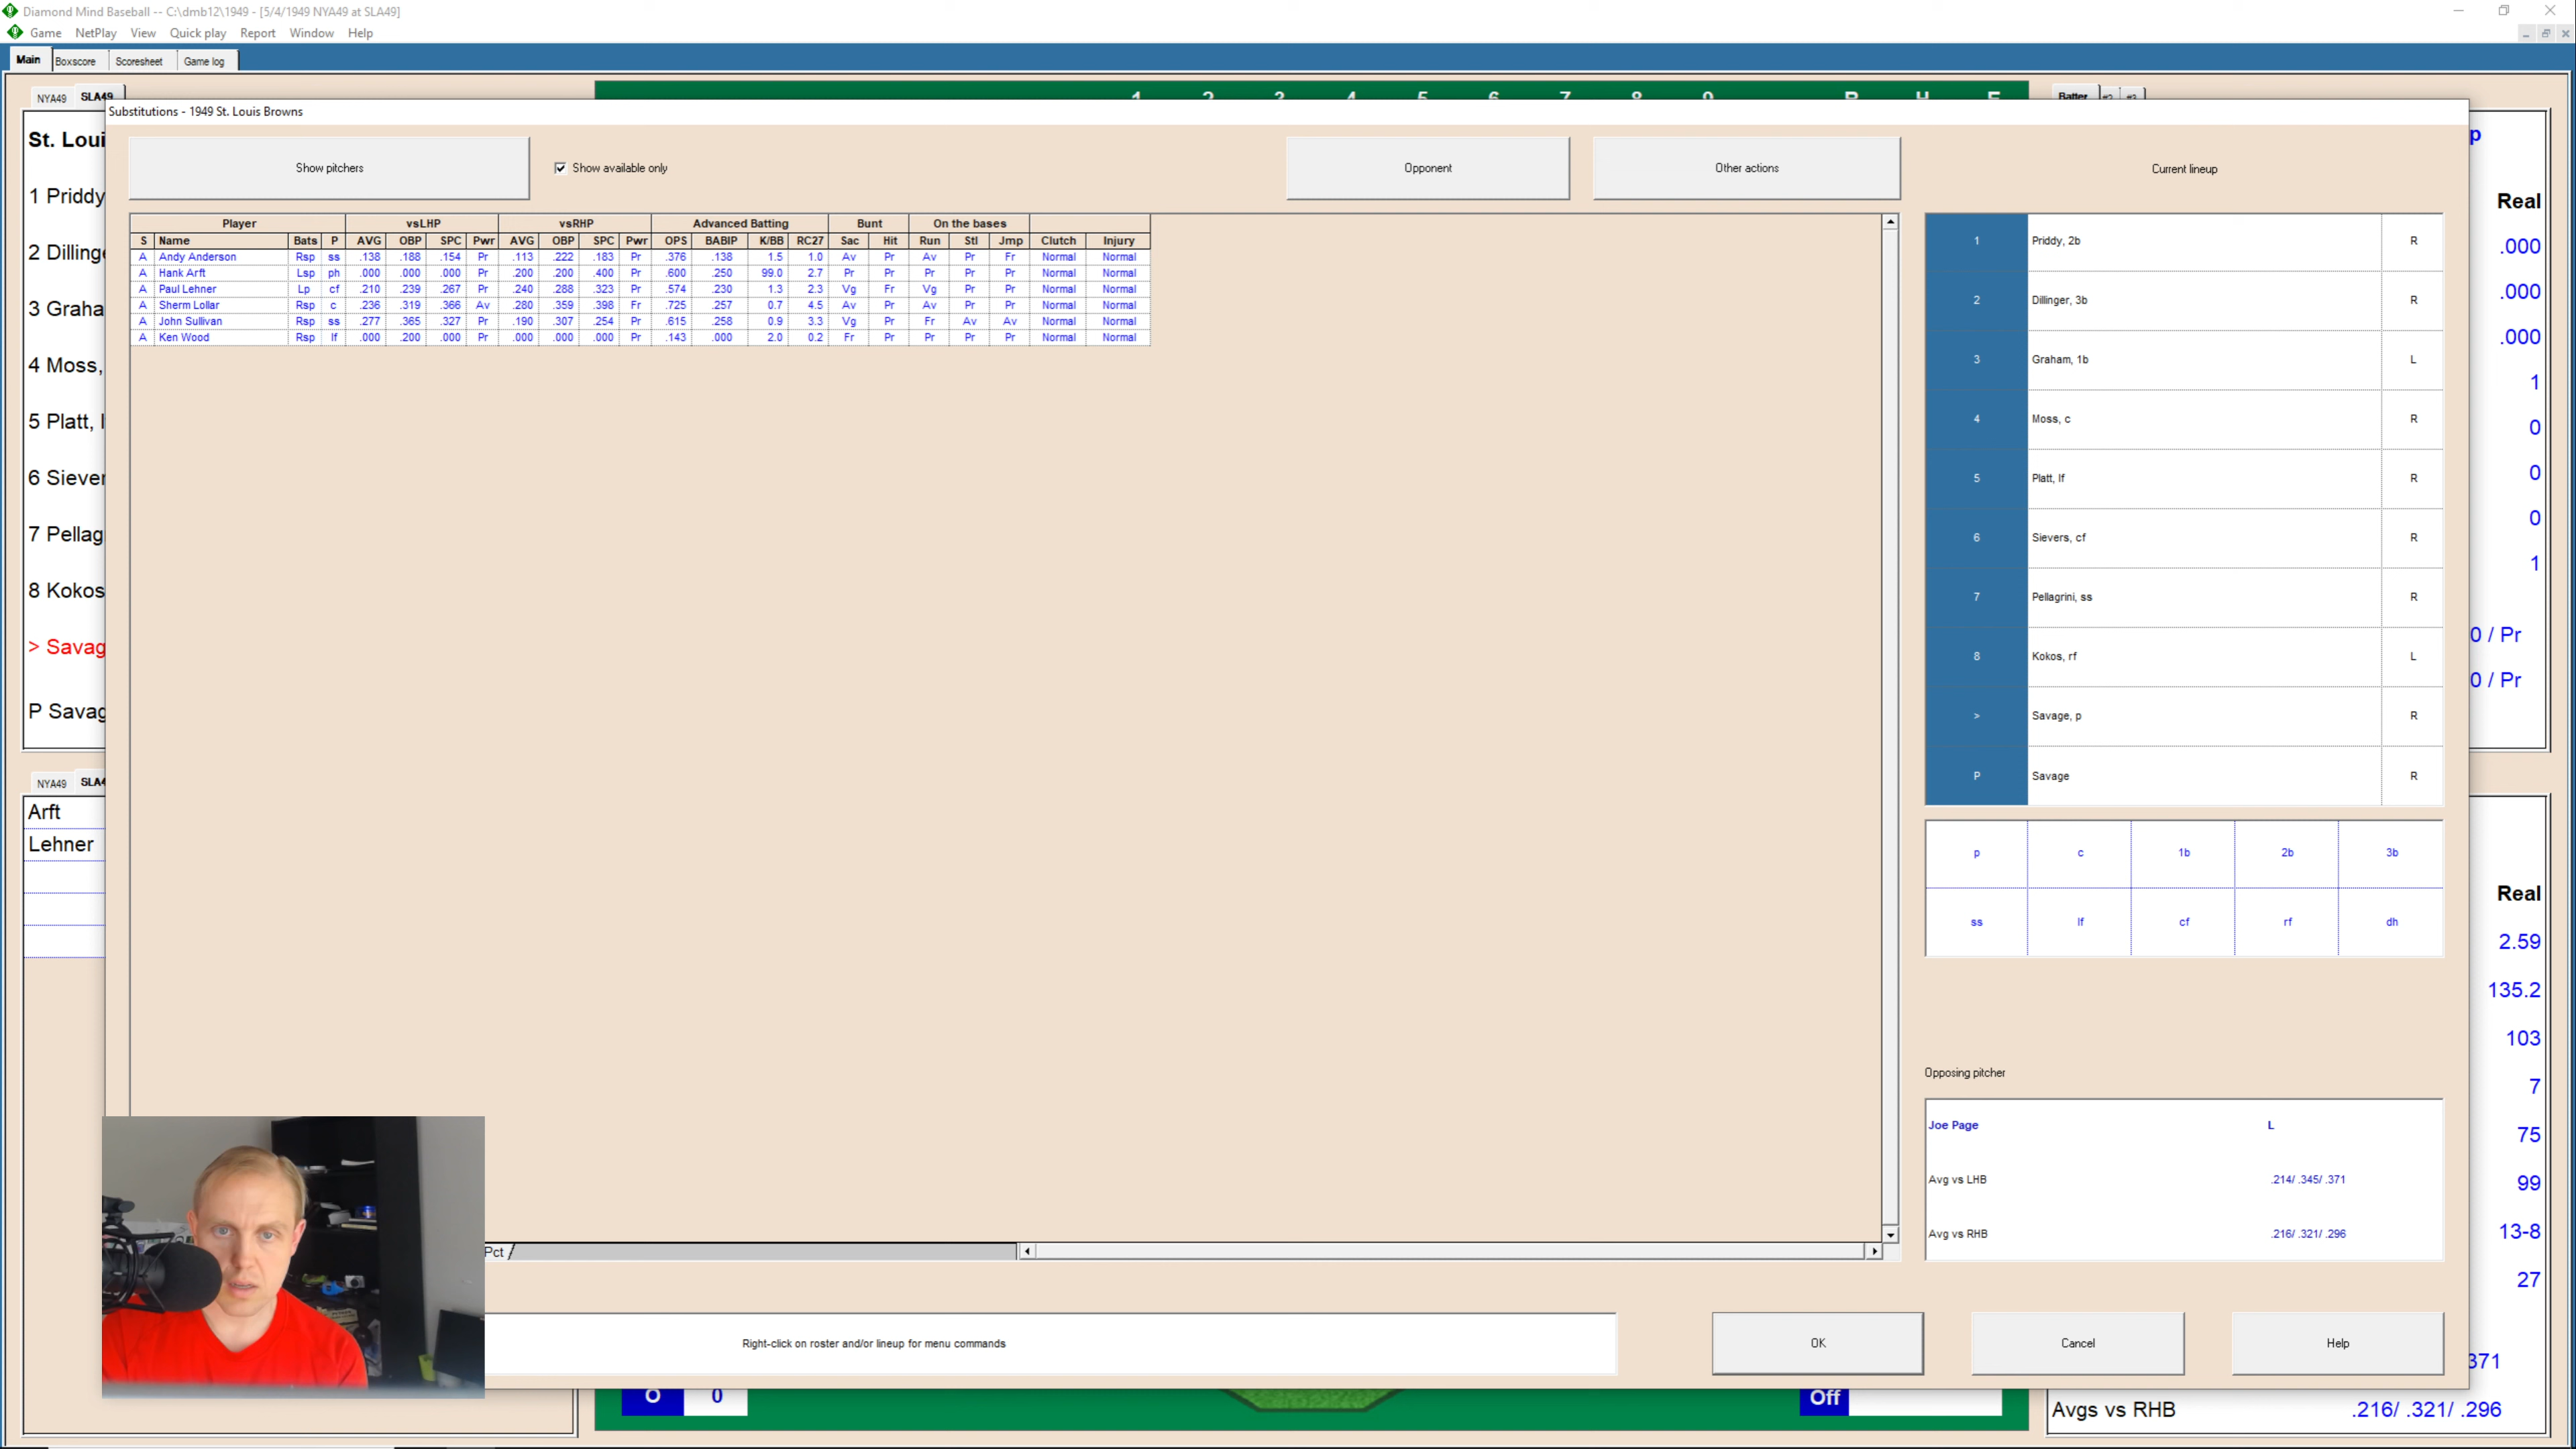 Diamond Mind Baseball -- C:\dmb12\1949 - [5/4/1949 NYA49 at SLA49]
Game NetPlay View Quick play Report Window Help
Main Boxscore Scoresheet Game log
NYA49 SLA49
1 2 3 4 5 6 7 8 9 R H E
Batter
Substitutions - 1949 St. Louis Browns
St. Loui
1 Priddy
2 Dillinge
3 Graha
4 Moss,
5 Platt, l
6 Siever
7 Pellag
8 Kokos
> Savag
P Savag
NYA49 SLA4
Arft
Lehner
Show pitchers
Show available only
Opponent
Other actions
Player vsLHP vsRHP Advanced Batting Bunt On the bases
S Name Bats P AVG OBP SPC Pwr AVG OBP SPC Pwr OPS BABIP K/BB RC27 Sac Hit Run Stl Jmp Clutch Injury
A Andy Anderson Rsp ss .138 .188 .154 Pr .113 .222 .183 Pr .376 .138 1.5 1.0 Av Pr Av Pr Fr Normal Normal
A Hank Arft Lsp ph .000 .000 .000 Pr .200 .200 .400 Pr .600 .250 99.0 2.7 Pr Pr Pr Pr Pr Normal Normal
A Paul Lehner Lp cf .210 .239 .267 Pr .240 .288 .323 Pr .574 .230 1.3 2.3 Vg Fr Vg Pr Pr Normal Normal
A Sherm Lollar Rsp c .236 .319 .366 Av .280 .359 .398 Fr .725 .257 0.7 4.5 Av Pr Av Pr Pr Normal Normal
A John Sullivan Rsp ss .277 .365 .327 Pr .190 .307 .254 Pr .615 .258 0.9 3.3 Vg Pr Fr Av Av Normal Normal
A Ken Wood Rsp lf .000 .200 .000 Pr .000 .000 .000 Pr .143 .000 2.0 0.2 Fr Pr Pr Pr Pr Normal Normal
Pct
Right-click on roster and/or lineup for menu commands
Current lineup
1 Priddy, 2b R
2 Dillinger, 3b R
3 Graham, 1b L
4 Moss, c R
5 Platt, lf R
6 Sievers, cf R
7 Pellagrini, ss R
8 Kokos, rf L
> Savage, p R
P Savage R
p c 1b 2b 3b
ss lf cf rf dh
Opposing pitcher
Joe Page L
Avg vs LHB .214/ .345/ .371
Avg vs RHB .216/ .321/ .296
OK
Cancel
Help
p
Real
.000
.000
.000
1
0
0
0
1
0 / Pr
0 / Pr
Real
2.59
135.2
103
7
75
99
13-8
27
371
Avgs vs RHB .216/ .321/ .296
O 0
Off